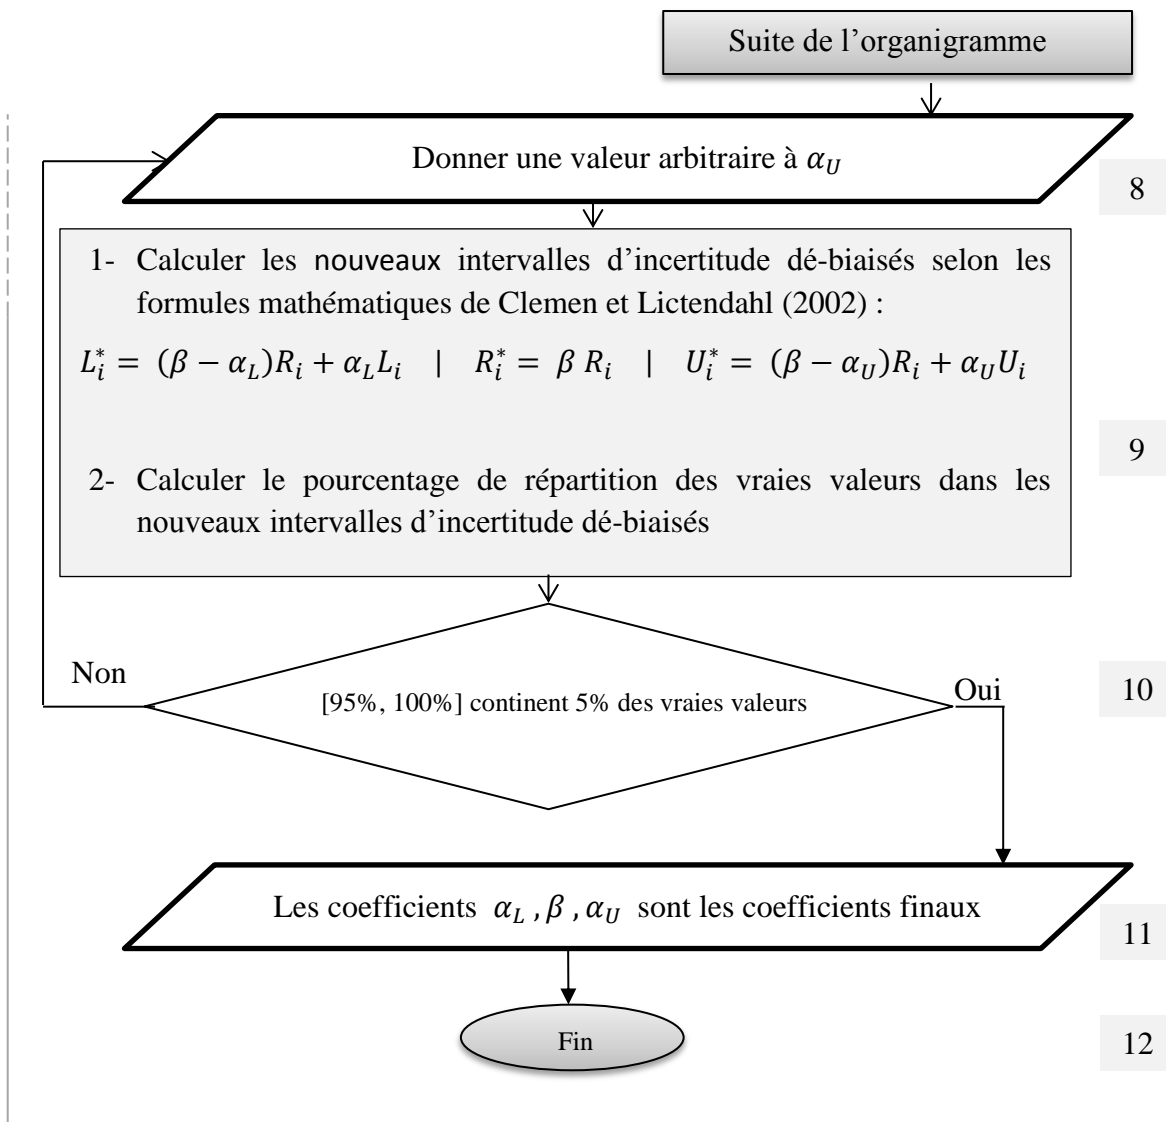 Suite de l’organigramme
Donner une valeur arbitraire à α_U
8
1- Calculer les nouveaux intervalles d’incertitude dé-biaisés selon les
formules mathématiques de Clemen et Lictendahl (2002) :
L_i^* = (β − α_L)R_i + α_L L_i | R_i^* = β R_i | U_i^* = (β − α_U)R_i + α_U U_i
9
2- Calculer le pourcentage de répartition des vraies valeurs dans les
nouveaux intervalles d’incertitude dé-biaisés
Non
[95%, 100%] continent 5% des vraies valeurs
Oui
10
Les coefficients α_L , β , α_U sont les coefficients finaux
11
Fin
12